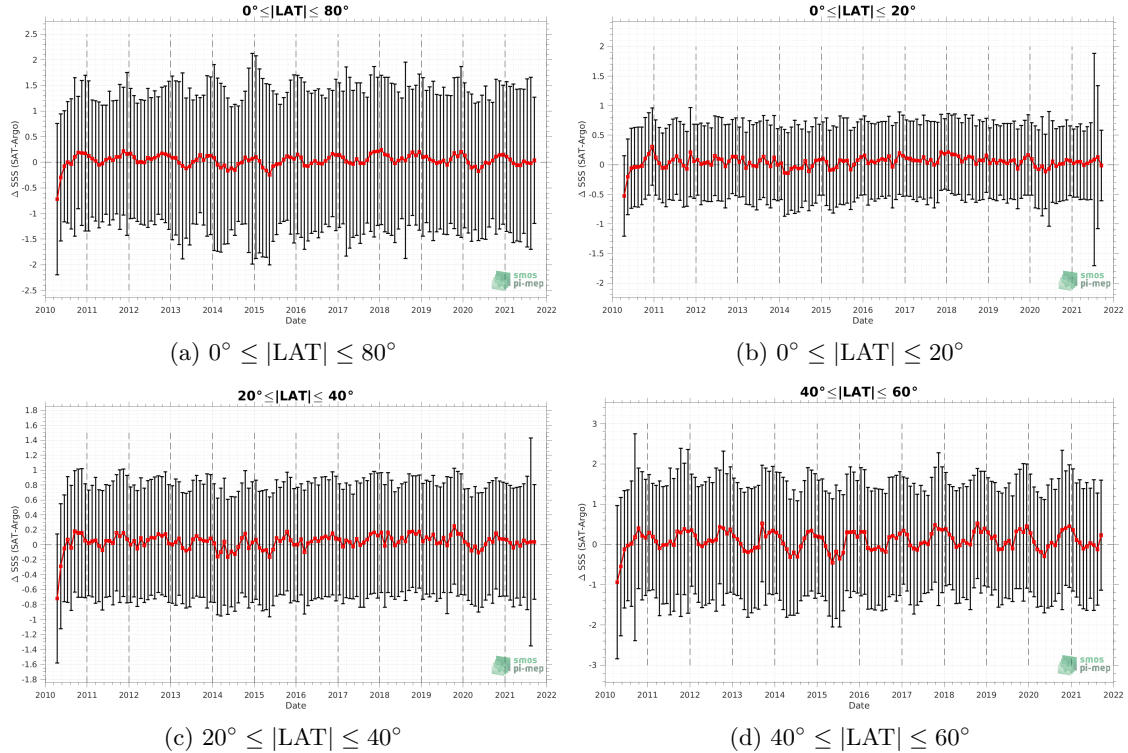 0°≤|LAT|≤ 80°
2.5
2
1.5
1
0.5
0
-0.5
-1
-1.5
-2
-2.5
Δ SSS (SAT-Argo)
2010 2011 2012 2013 2014 2015 2016 2017 2018 2019 2020 2021 2022
Date
smos
pi-mep
(a) 0° ≤ |LAT| ≤ 80°
0°≤|LAT|≤ 20°
2
1.5
1
0.5
0
-0.5
-1
-1.5
-2
Δ SSS (SAT-Argo)
2010 2011 2012 2013 2014 2015 2016 2017 2018 2019 2020 2021 2022
Date
smos
pi-mep
(b) 0° ≤ |LAT| ≤ 20°
20°≤|LAT|≤ 40°
1.8
1.6
1.4
1.2
1
0.8
0.6
0.4
0.2
0
-0.2
-0.4
-0.6
-0.8
-1
-1.2
-1.4
-1.6
-1.8
Δ SSS (SAT-Argo)
2010 2011 2012 2013 2014 2015 2016 2017 2018 2019 2020 2021 2022
Date
smos
pi-mep
(c) 20° ≤ |LAT| ≤ 40°
40°≤|LAT|≤ 60°
3
2
1
0
-1
-2
-3
Δ SSS (SAT-Argo)
2010 2011 2012 2013 2014 2015 2016 2017 2018 2019 2020 2021 2022
Date
smos
pi-mep
(d) 40° ≤ |LAT| ≤ 60°